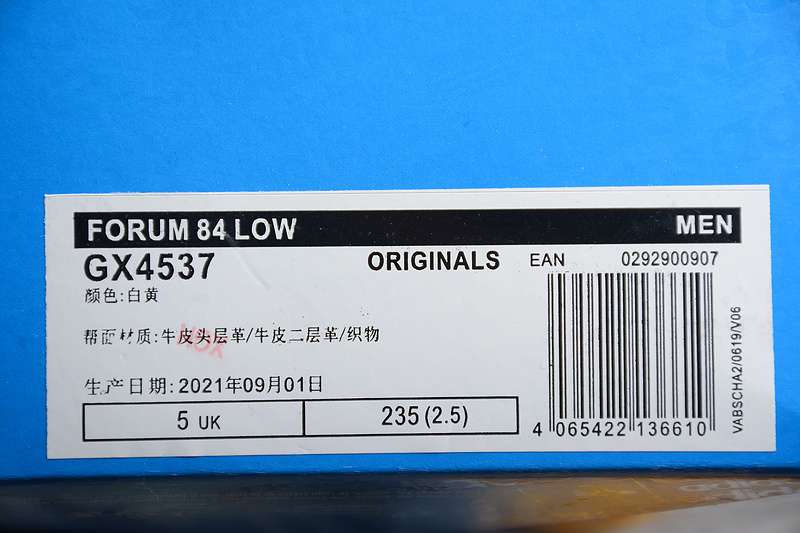 FORUM 84 LOW MEN
GX4537 ORIGINALS EAN 0292900907
颜色:白黄
帮面材质:牛皮头层革/牛皮二层革/织物
生产日期:2021年09月01日
5 UK 235(2.5)
4 065422 136610
VABSCHA2/0619/V06